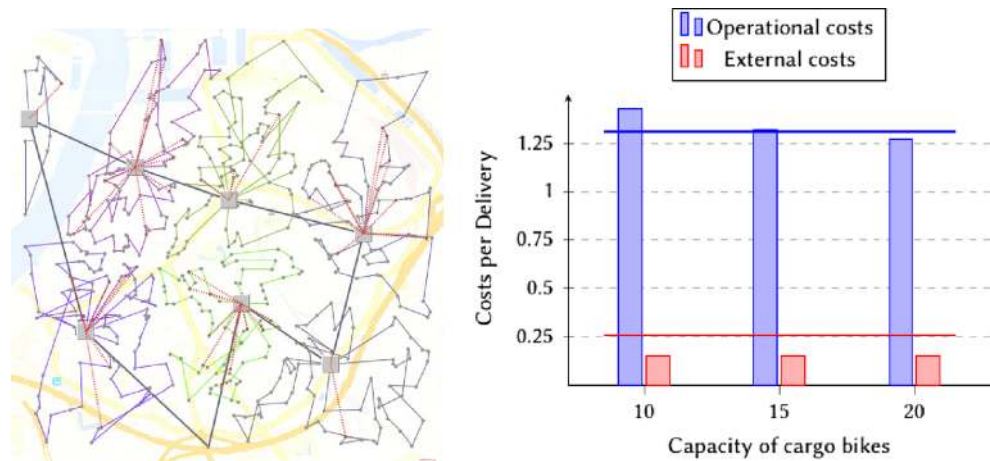 Operational costs
External costs
Costs per Delivery
1.25
1
0.75
0.5
0.25
10
15
20
Capacity of cargo bikes